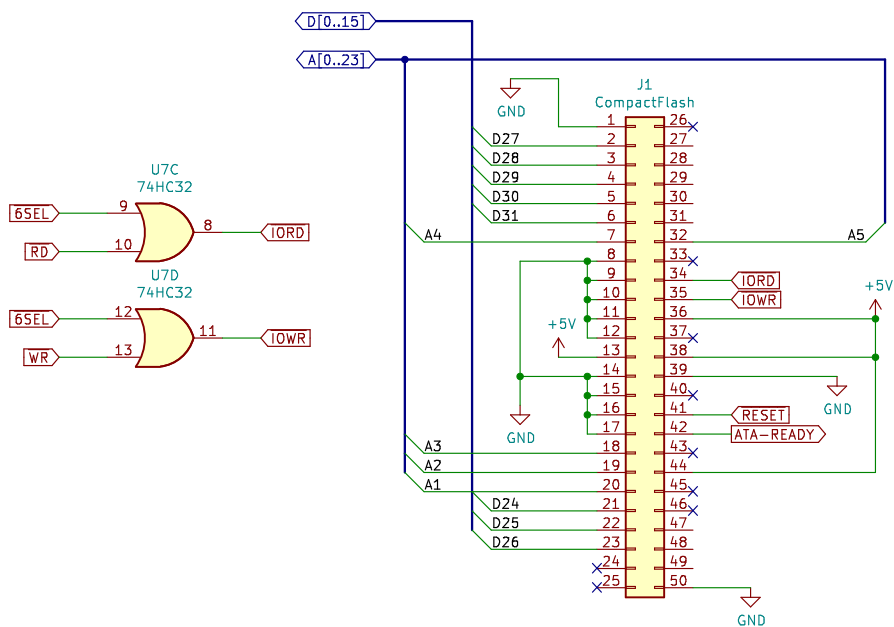 D[0..15]
A[0..23]
J1
CompactFlash
GND
1 26
D27 2 27
D28 3 28
D29 4 29
D30 5 30
D31 6 31
A4 7 32 A5
8 33
9 34 IORD
10 35 IOWR
11 36 +5V
12 37
+5V 13 38
14 39 GND
15 40
16 41 RESET
GND 17 42 ATA-READY
A3 18 43
A2 19 44
A1 20 45
D24 21 46
D25 22 47
D26 23 48
24 49
25 50
GND
U7C
74HC32
6SEL 9
8 IORD
RD 10
U7D
74HC32
6SEL 12
11 IOWR
WR 13